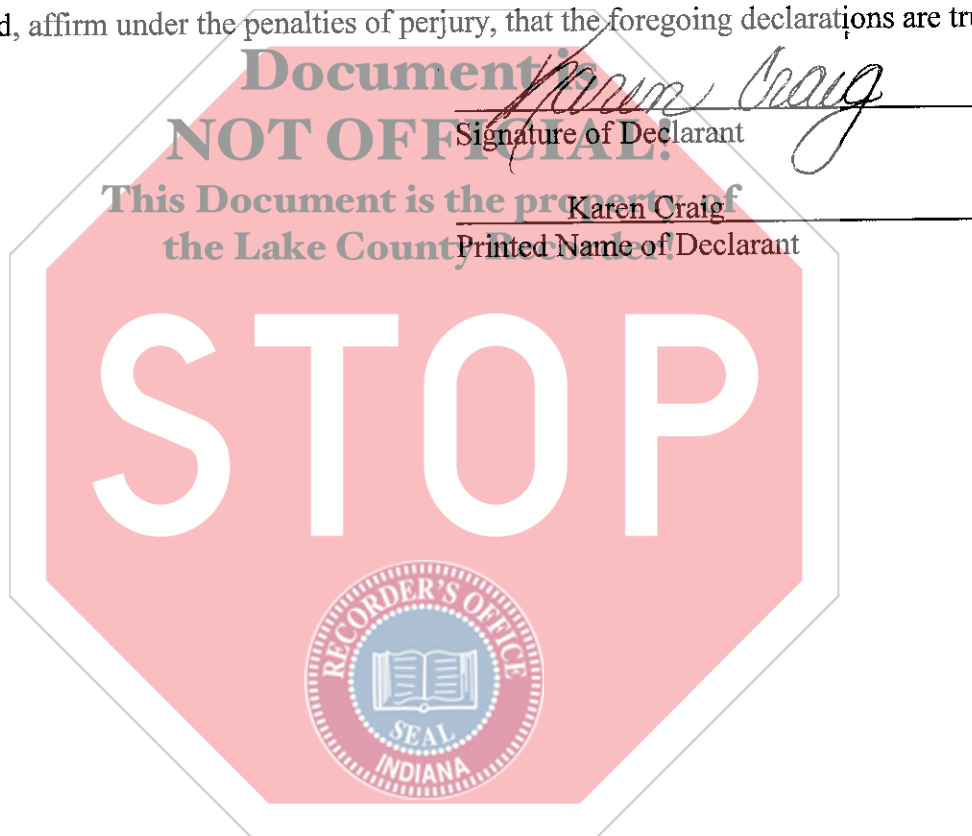 d, affirm under the penalties of perjury, that the foregoing declarations are tru
Document is
NOT OFFICIAL!
This Document is the property of
the Lake County Recorder!
Karen Craig
Signature of Declarant
Karen Craig
Printed Name of Declarant
STOP
RECORDER'S OFFICE
SEAL
INDIANA